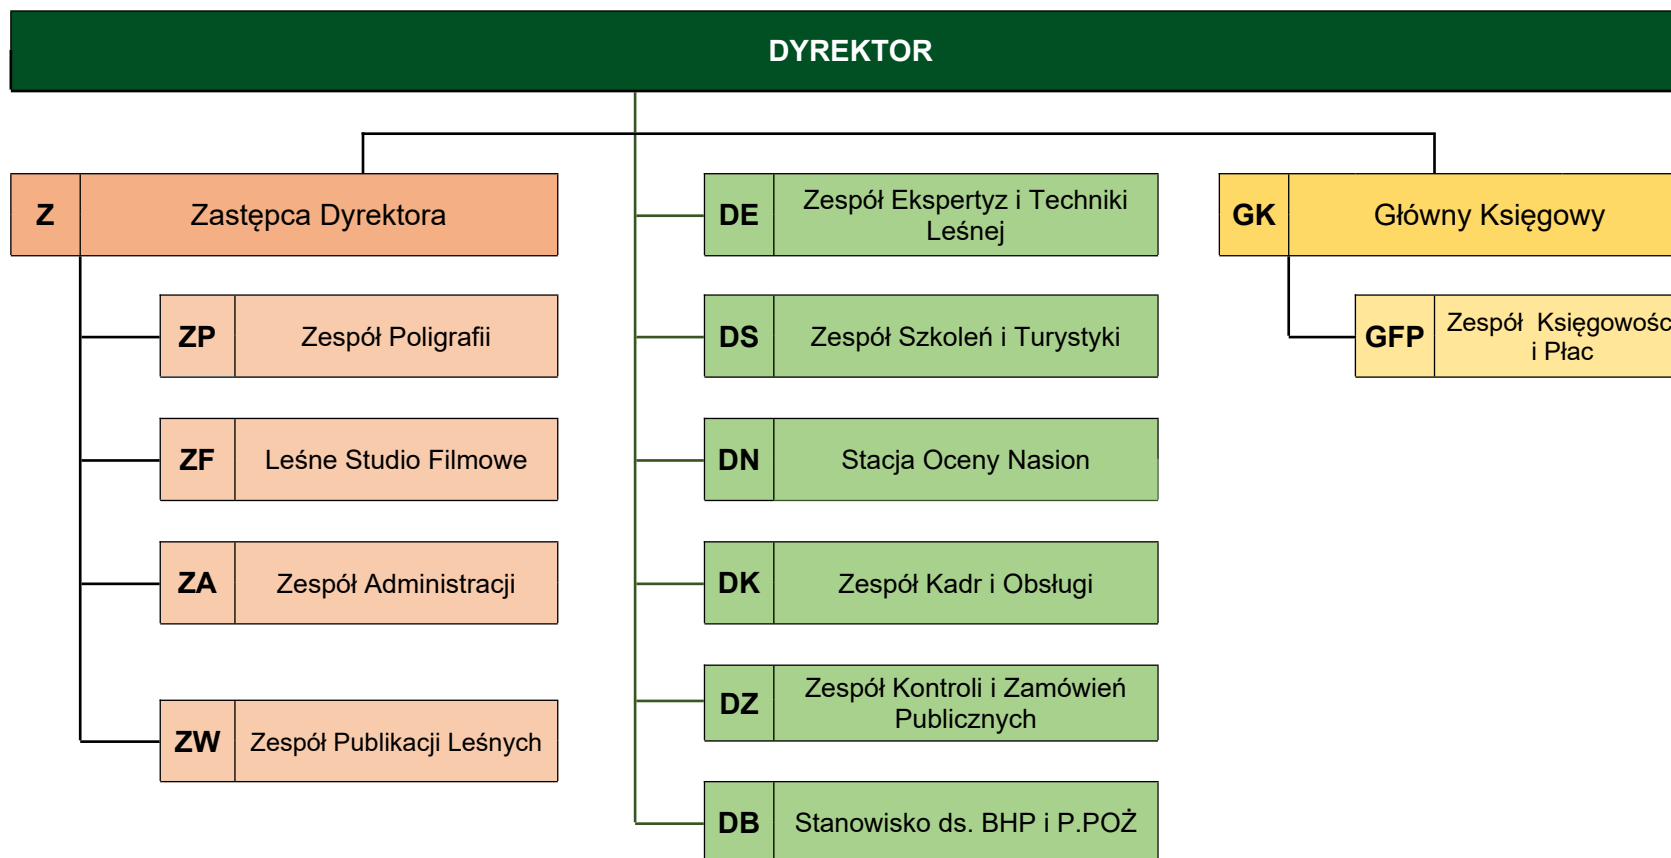 DYREKTOR
Z
Zastępca Dyrektora
ZP
Zespół Poligrafii
ZF
Leśne Studio Filmowe
ZA
Zespół Administracji
ZW
Zespół Publikacji Leśnych
DE
Zespół Ekspertyz i Techniki
Leśnej
DS
Zespół Szkoleń i Turystyki
DN
Stacja Oceny Nasion
DK
Zespół Kadr i Obsługi
DZ
Zespół Kontroli i Zamówień
Publicznych
DB
Stanowisko ds. BHP i P.POŻ
GK
Główny Księgowy
GFP
Zespół Księgowośc
i Płac